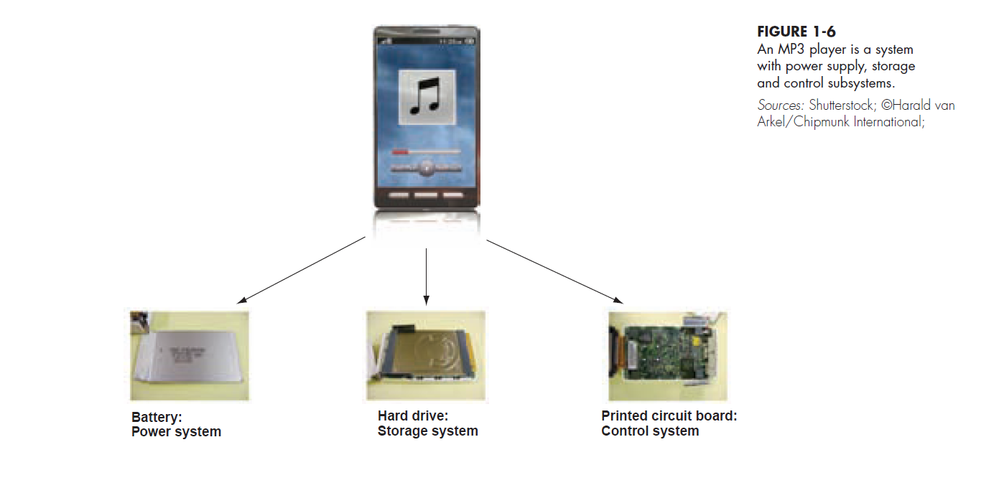 FIGURE 1-6
An MP3 player is a system
with power supply, storage
and control subsystems.
Sources: Shutterstock; ©Harald van
Arkel/Chipmunk International;
Battery:
Power system
Hard drive:
Storage system
Printed circuit board:
Control system